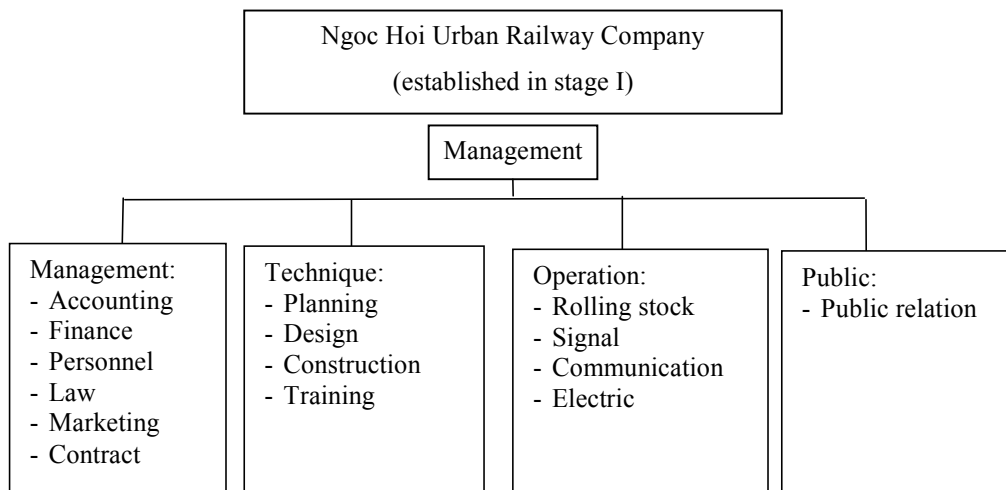 Ngoc Hoi Urban Railway Company
(established in stage I)
Management
Management:
- Accounting
- Finance
- Personnel
- Law
- Marketing
- Contract
Technique:
- Planning
- Design
- Construction
- Training
Operation:
- Rolling stock
- Signal
- Communication
- Electric
Public:
- Public relation